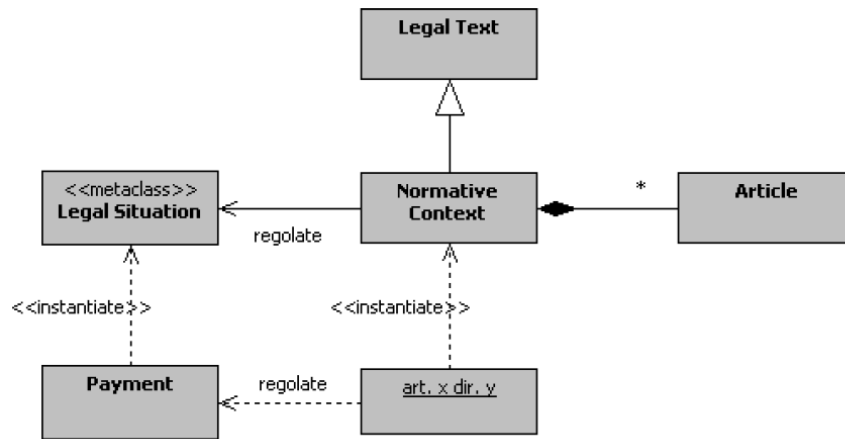 Legal Text
<<metaclass>>
Legal Situation
Normative
Context
*
Article
regolate
<<instantiate>>
<<instantiate>>
Payment
regolate
art. x dir. y